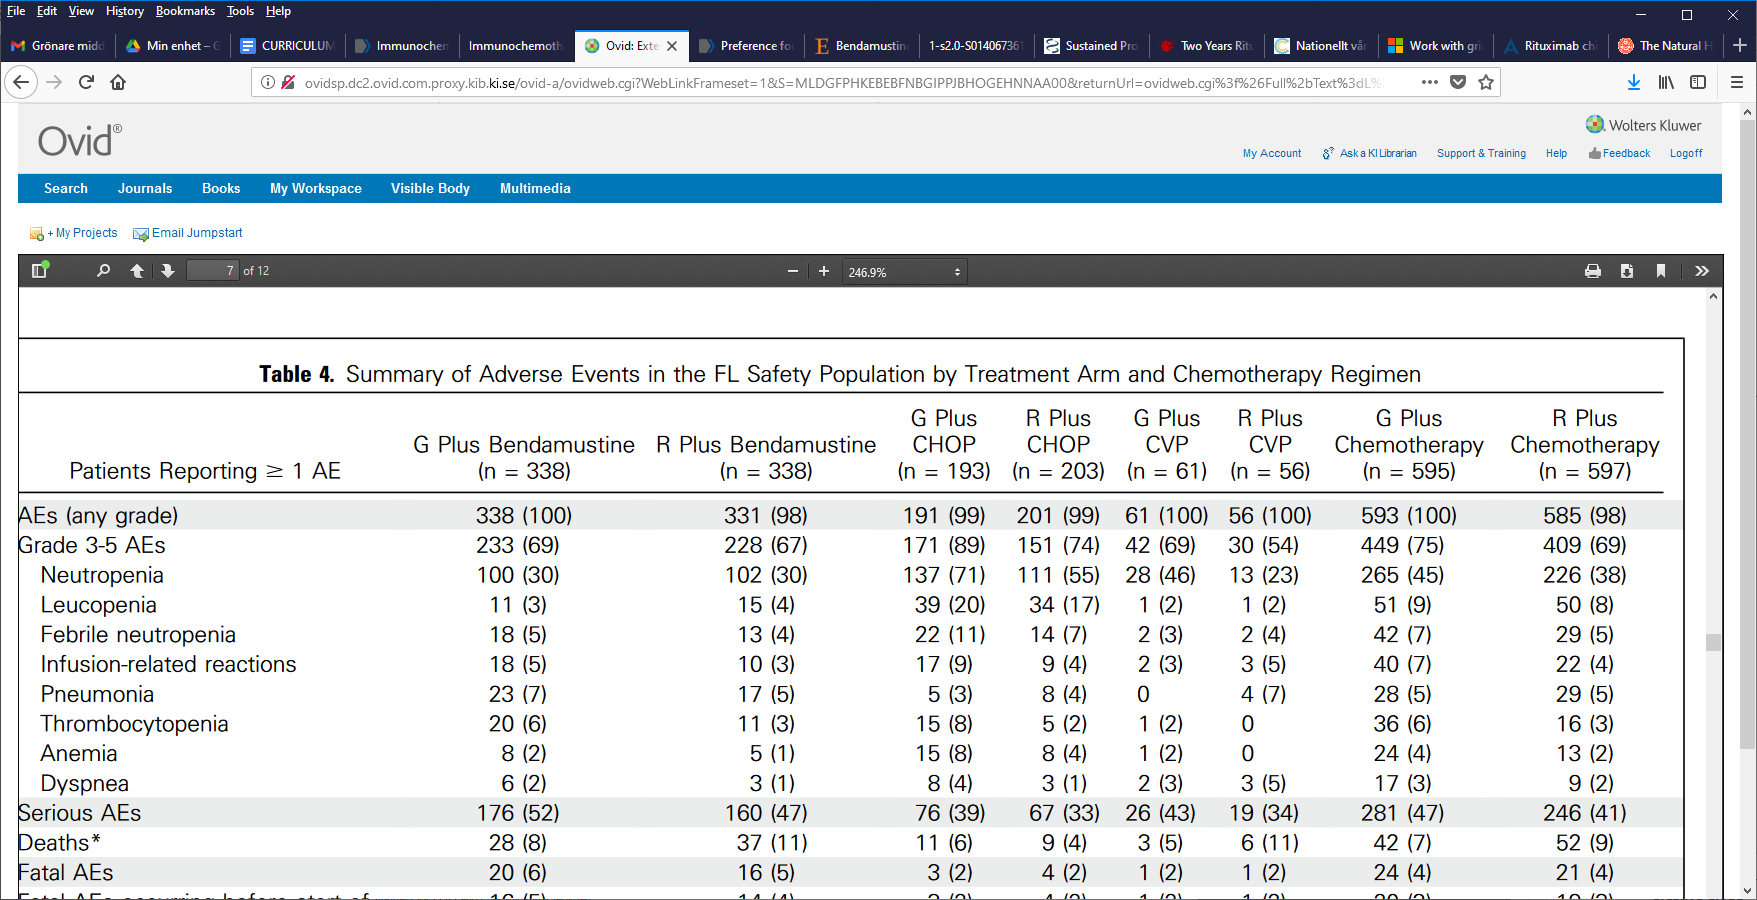 File Edit View History Bookmarks Tools Help
Grönare midd Min enhet – G CURRICULUM Immunochem Immunochemoth Ovid: Exte Preference fo Bendamustin 1-s2.0-S014067361 Sustained Pro Two Years Ritu Nationellt vår Work with gri Rituximab chi The Natural H
ovidsp.dc2.ovid.com.proxy.kib.ki.se/ovid-a/ovidweb.cgi?WebLinkFrameset=1&S=MLDGFPHKEBEBFNBGIPPJBHOGEHNNAA00&returnUrl=ovidweb.cgi%3f%26Full%2bText%3dL%
Ovid®
Wolters Kluwer
My Account Ask a KI Librarian Support & Training Help Feedback Logoff
Search Journals Books My Workspace Visible Body Multimedia
+ My Projects Email Jumpstart
7 of 12 246.9%
Table 4. Summary of Adverse Events in the FL Safety Population by Treatment Arm and Chemotherapy Regimen
G Plus R Plus G Plus R Plus G Plus R Plus
G Plus Bendamustine R Plus Bendamustine CHOP CHOP CVP CVP Chemotherapy Chemotherapy
Patients Reporting ≥ 1 AE (n = 338) (n = 338) (n = 193) (n = 203) (n = 61) (n = 56) (n = 595) (n = 597)
AEs (any grade) 338 (100) 331 (98) 191 (99) 201 (99) 61 (100) 56 (100) 593 (100) 585 (98)
Grade 3-5 AEs 233 (69) 228 (67) 171 (89) 151 (74) 42 (69) 30 (54) 449 (75) 409 (69)
Neutropenia 100 (30) 102 (30) 137 (71) 111 (55) 28 (46) 13 (23) 265 (45) 226 (38)
Leucopenia 11 (3) 15 (4) 39 (20) 34 (17) 1 (2) 1 (2) 51 (9) 50 (8)
Febrile neutropenia 18 (5) 13 (4) 22 (11) 14 (7) 2 (3) 2 (4) 42 (7) 29 (5)
Infusion-related reactions 18 (5) 10 (3) 17 (9) 9 (4) 2 (3) 3 (5) 40 (7) 22 (4)
Pneumonia 23 (7) 17 (5) 5 (3) 8 (4) 0 4 (7) 28 (5) 29 (5)
Thrombocytopenia 20 (6) 11 (3) 15 (8) 5 (2) 1 (2) 0 36 (6) 16 (3)
Anemia 8 (2) 5 (1) 15 (8) 8 (4) 1 (2) 0 24 (4) 13 (2)
Dyspnea 6 (2) 3 (1) 8 (4) 3 (1) 2 (3) 3 (5) 17 (3) 9 (2)
Serious AEs 176 (52) 160 (47) 76 (39) 67 (33) 26 (43) 19 (34) 281 (47) 246 (41)
Deaths* 28 (8) 37 (11) 11 (6) 9 (4) 3 (5) 6 (11) 42 (7) 52 (9)
Fatal AEs 20 (6) 16 (5) 3 (2) 4 (2) 1 (2) 1 (2) 24 (4) 21 (4)
Fatal AEs occurring before start of